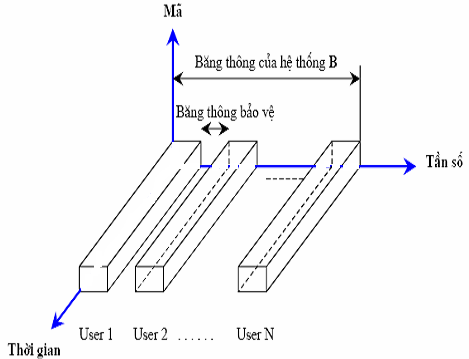 Mã
Băng thông của hệ thống B
Băng thông bảo vệ
Tần số
User 1 User 2 ...... User N
Thời gian